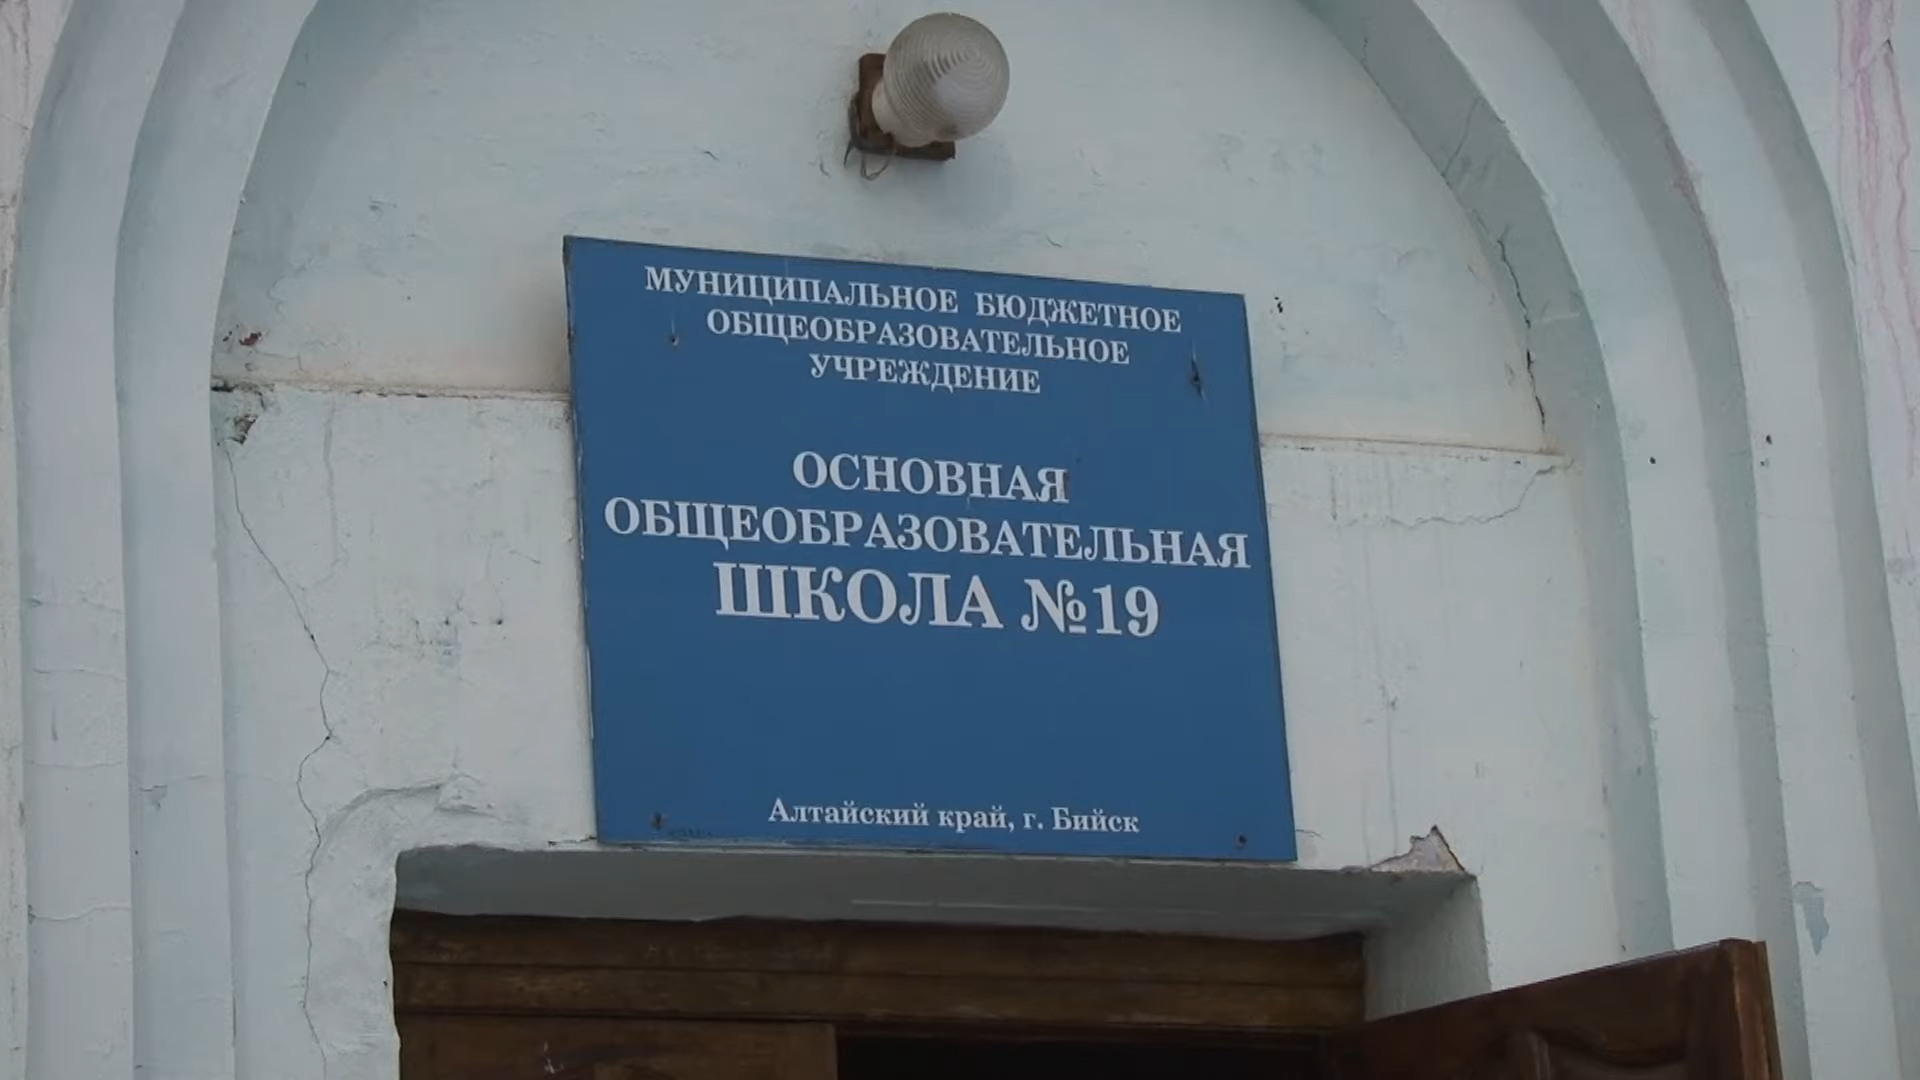 МУНИЦИПАЛЬНОЕ БЮДЖЕТНОЕ
ОБЩЕОБРАЗОВАТЕЛЬНОЕ
УЧРЕЖДЕНИЕ
ОСНОВНАЯ
ОБЩЕОБРАЗОВАТЕЛЬНАЯ
ШКОЛА №19
Алтайский край, г. Бийск